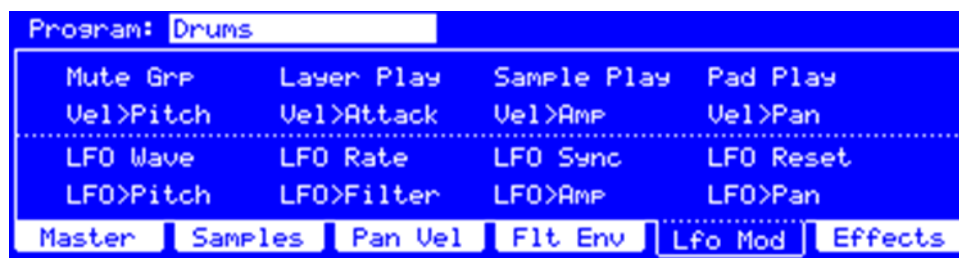 Program: Drums
Mute Grp Layer Play Sample Play Pad Play
Vel>Pitch Vel>Attack Vel>Amp Vel>Pan
LFO Wave LFO Rate LFO Sync LFO Reset
LFO>Pitch LFO>Filter LFO>Amp LFO>Pan
Master Samples Pan Vel Flt Env Lfo Mod Effects